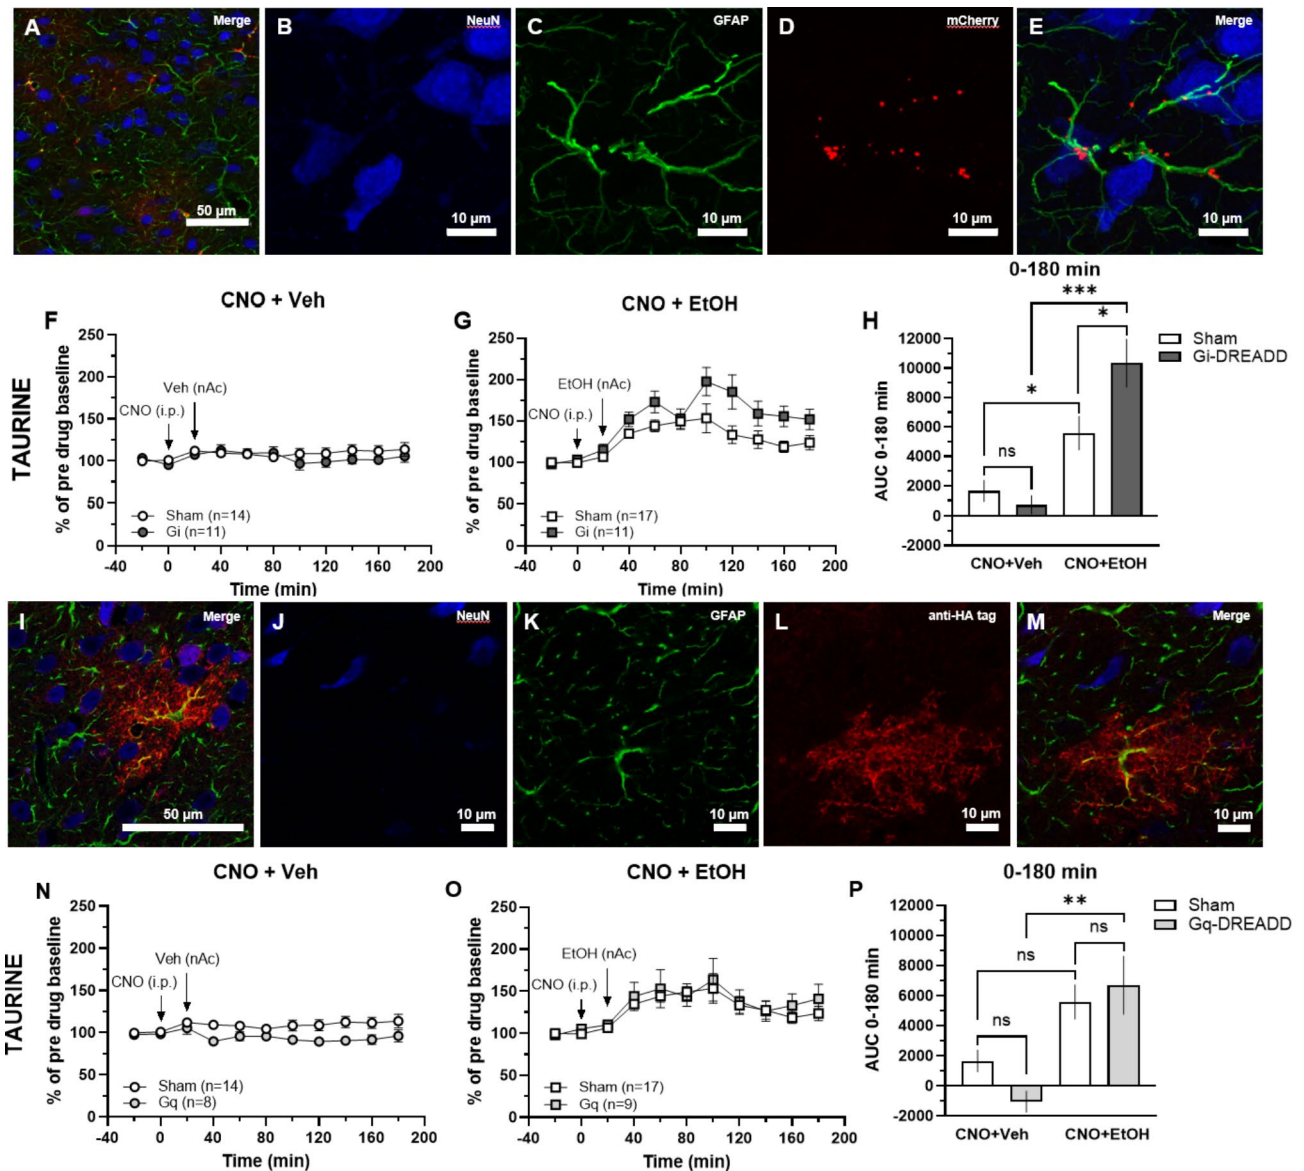 A
Merge
50 µm
B
NeuN
10 µm
C
GFAP
10 µm
D
mCherry
10 µm
E
Merge
10 µm
TAURINE
F
CNO + Veh
% of pre drug baseline
250
200
150
100
50
0
Veh (nAc)
CNO (i.p.)
Sham (n=14)
Gi (n=11)
-40 0 40 80 120 160 200
Time (min)
G
CNO + EtOH
% of pre drug baseline
250
200
150
100
50
0
EtOH (nAc)
CNO (i.p.)
Sham (n=17)
Gi (n=11)
-40 0 40 80 120 160 200
Time (min)
H
0-180 min
AUC 0-180 min
12000
10000
8000
6000
4000
2000
0
-2000
***
*
*
ns
Sham
Gi-DREADD
CNO+Veh CNO+EtOH
I
Merge
50 µm
J
NeuN
10 µm
K
GFAP
10 µm
L
anti-HA tag
10 µm
M
Merge
10 µm
TAURINE
N
CNO + Veh
% of pre drug baseline
250
200
150
100
50
0
Veh (nAc)
CNO (i.p.)
Sham (n=14)
Gq (n=8)
-40 0 40 80 120 160 200
Time (min)
O
CNO + EtOH
% of pre drug baseline
250
200
150
100
50
0
EtOH (nAc)
CNO (i.p.)
Sham (n=17)
Gq (n=9)
-40 0 40 80 120 160 200
Time (min)
P
0-180 min
AUC 0-180 min
12000
10000
8000
6000
4000
2000
0
-2000
**
ns
ns
ns
Sham
Gq-DREADD
CNO+Veh CNO+EtOH